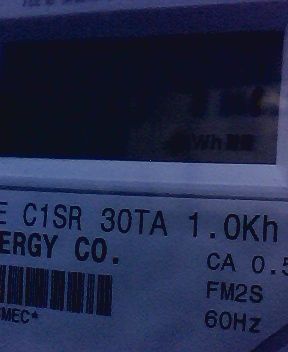 Wh
E C1SR 30TA 1.0Kh
ERGY CO.
CA 0.5
FM2S
MEC*
60Hz